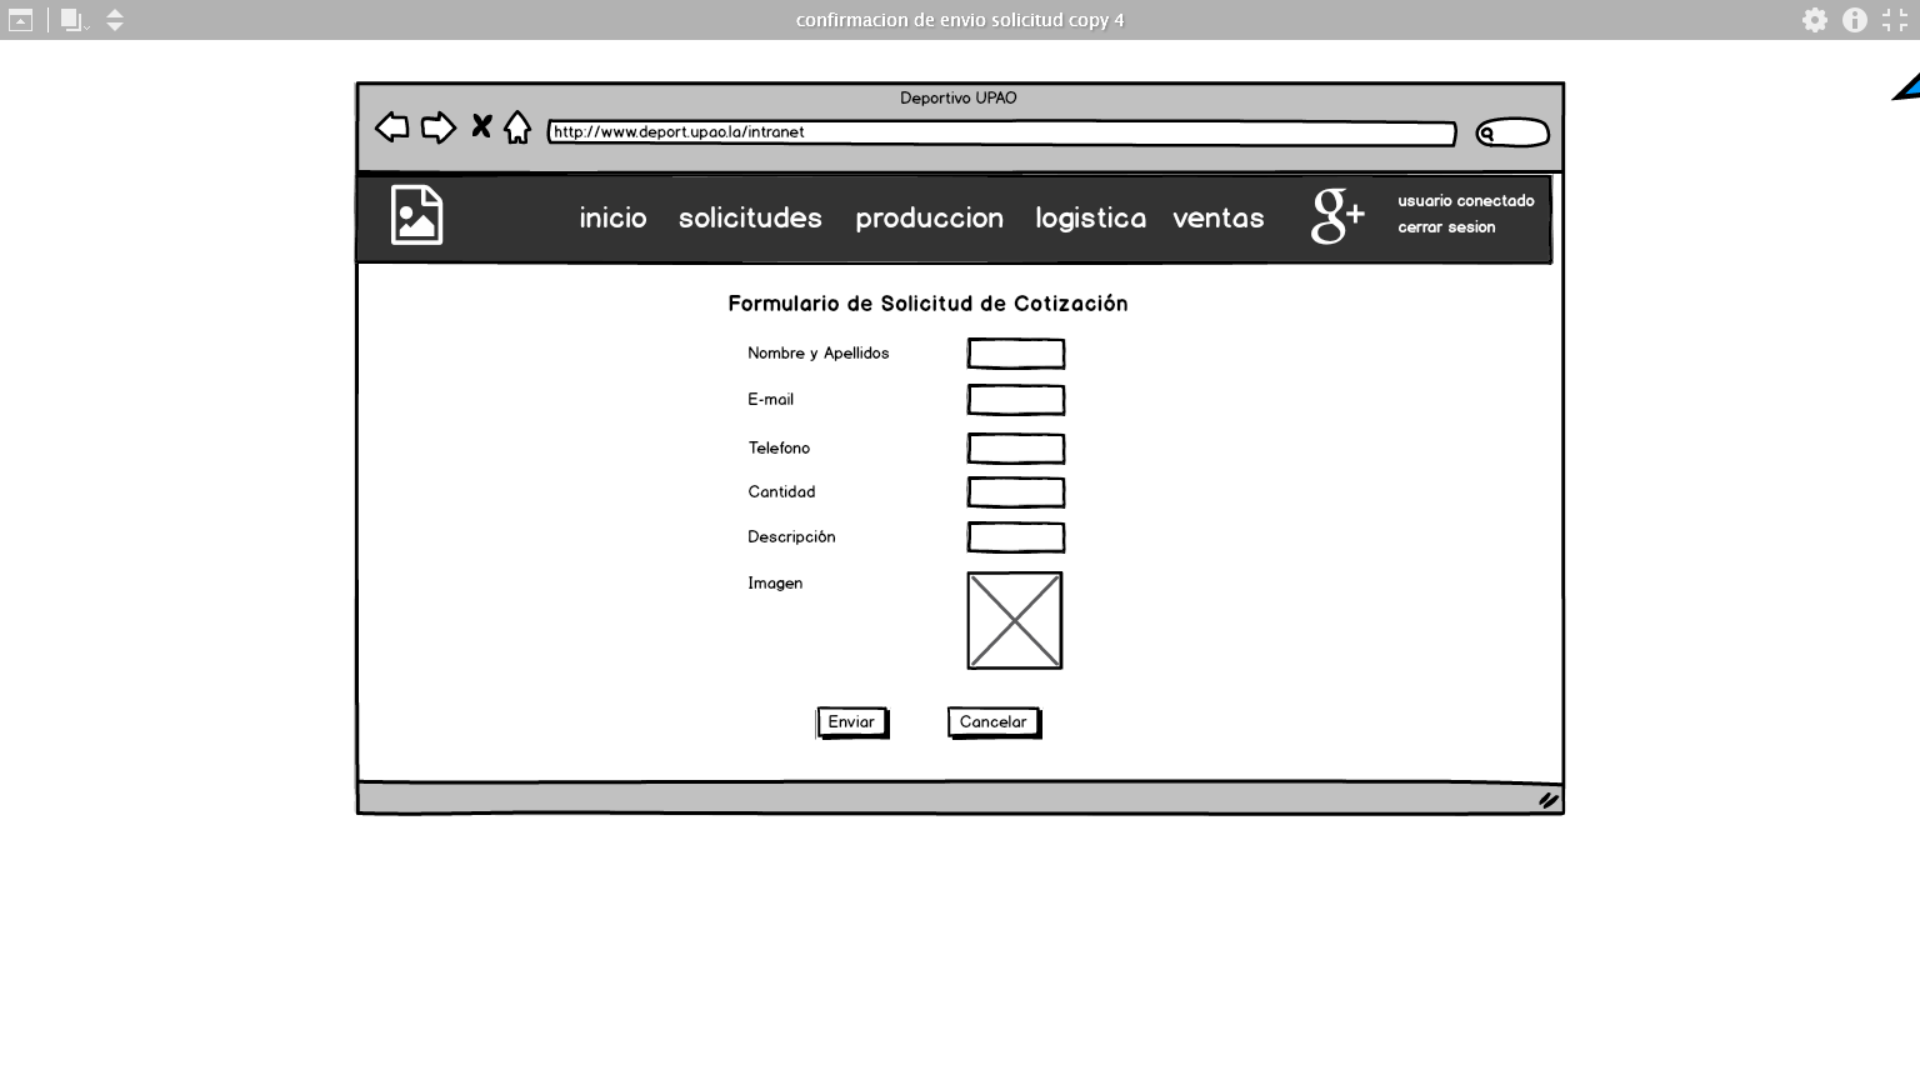 confirmacion de envio solicitud copy 4
Deportivo UPAO
http://www.deport.upao.la/intranet
inicio solicitudes produccion logistica ventas g+ usuario conectado
cerrar sesion
Formulario de Solicitud de Cotización
Nombre y Apellidos
E-mail
Telefono
Cantidad
Descripción
Imagen
Enviar Cancelar